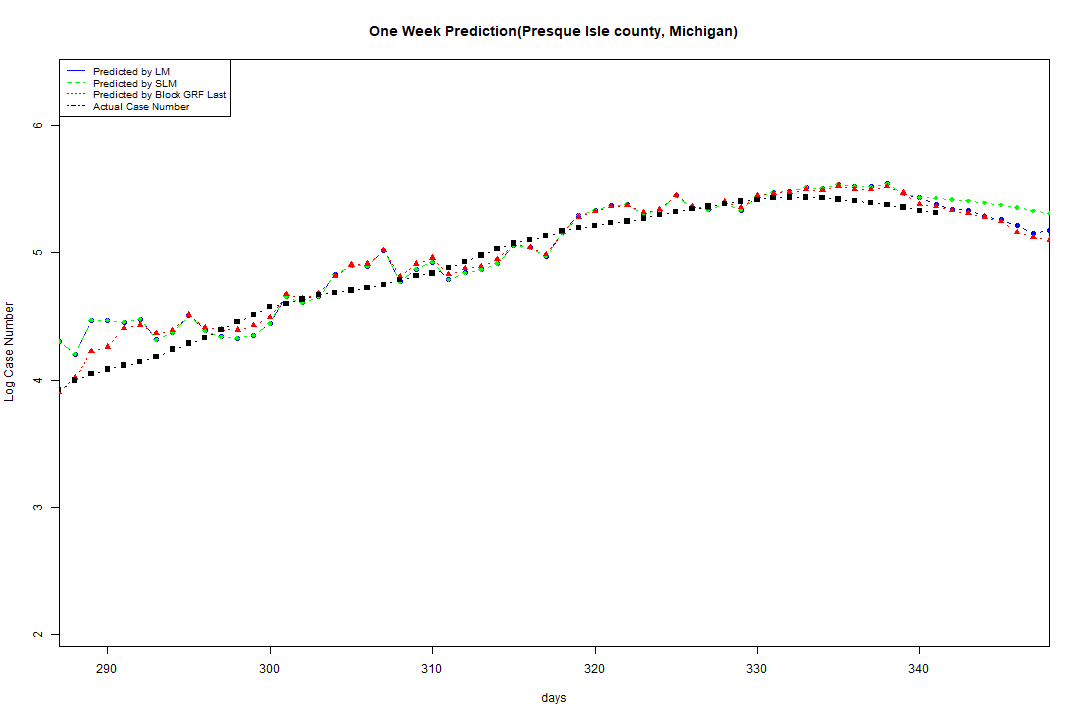 One Week Prediction(Presque Isle county, Michigan)
Predicted by LM
Predicted by SLM
Predicted by Block GRF Last
Actual Case Number
6
5
4
3
2
Log Case Number
290 300 310 320 330 340
days